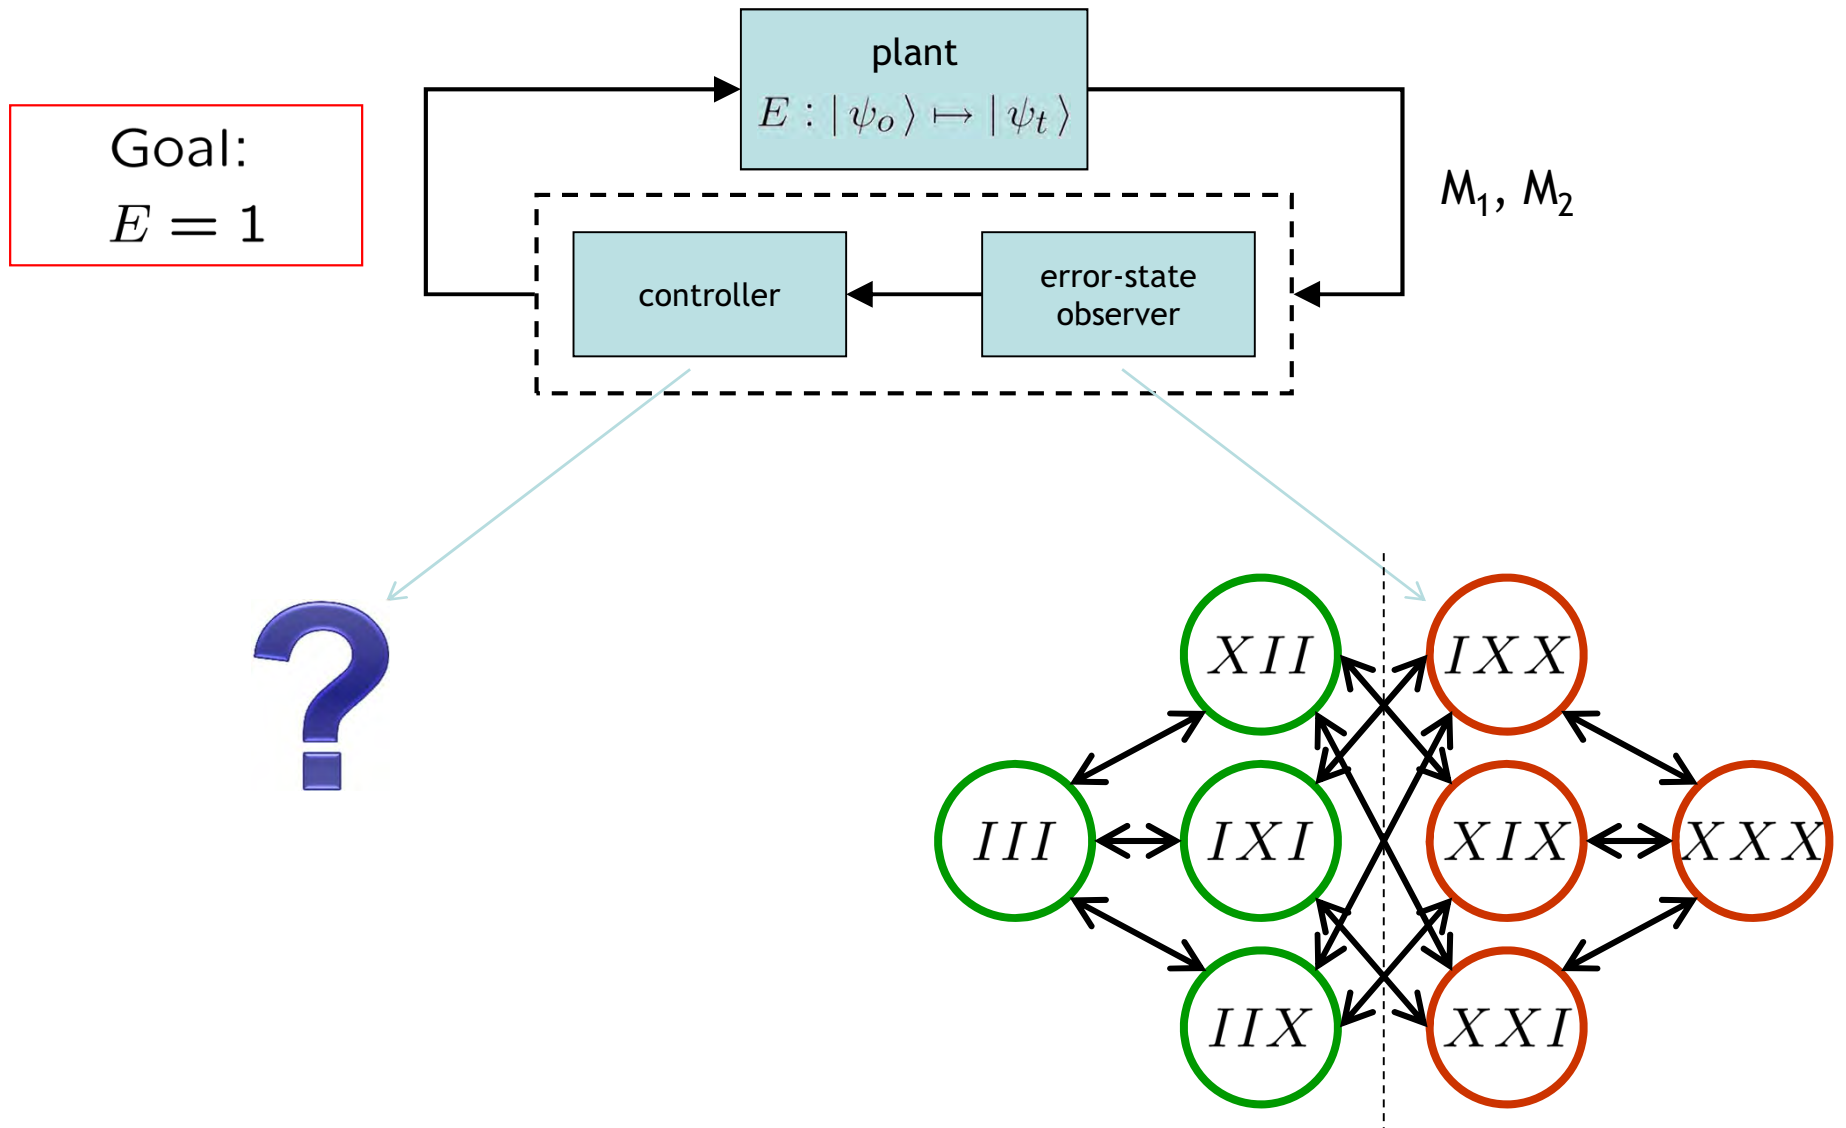 plant
E : | ψₒ ⟩ ↦ | ψₜ ⟩
Goal:
E = 1
M₁, M₂
controller
error-state
observer
?
XII
IXX
III
IXI
XIX
XXX
IIX
XXI